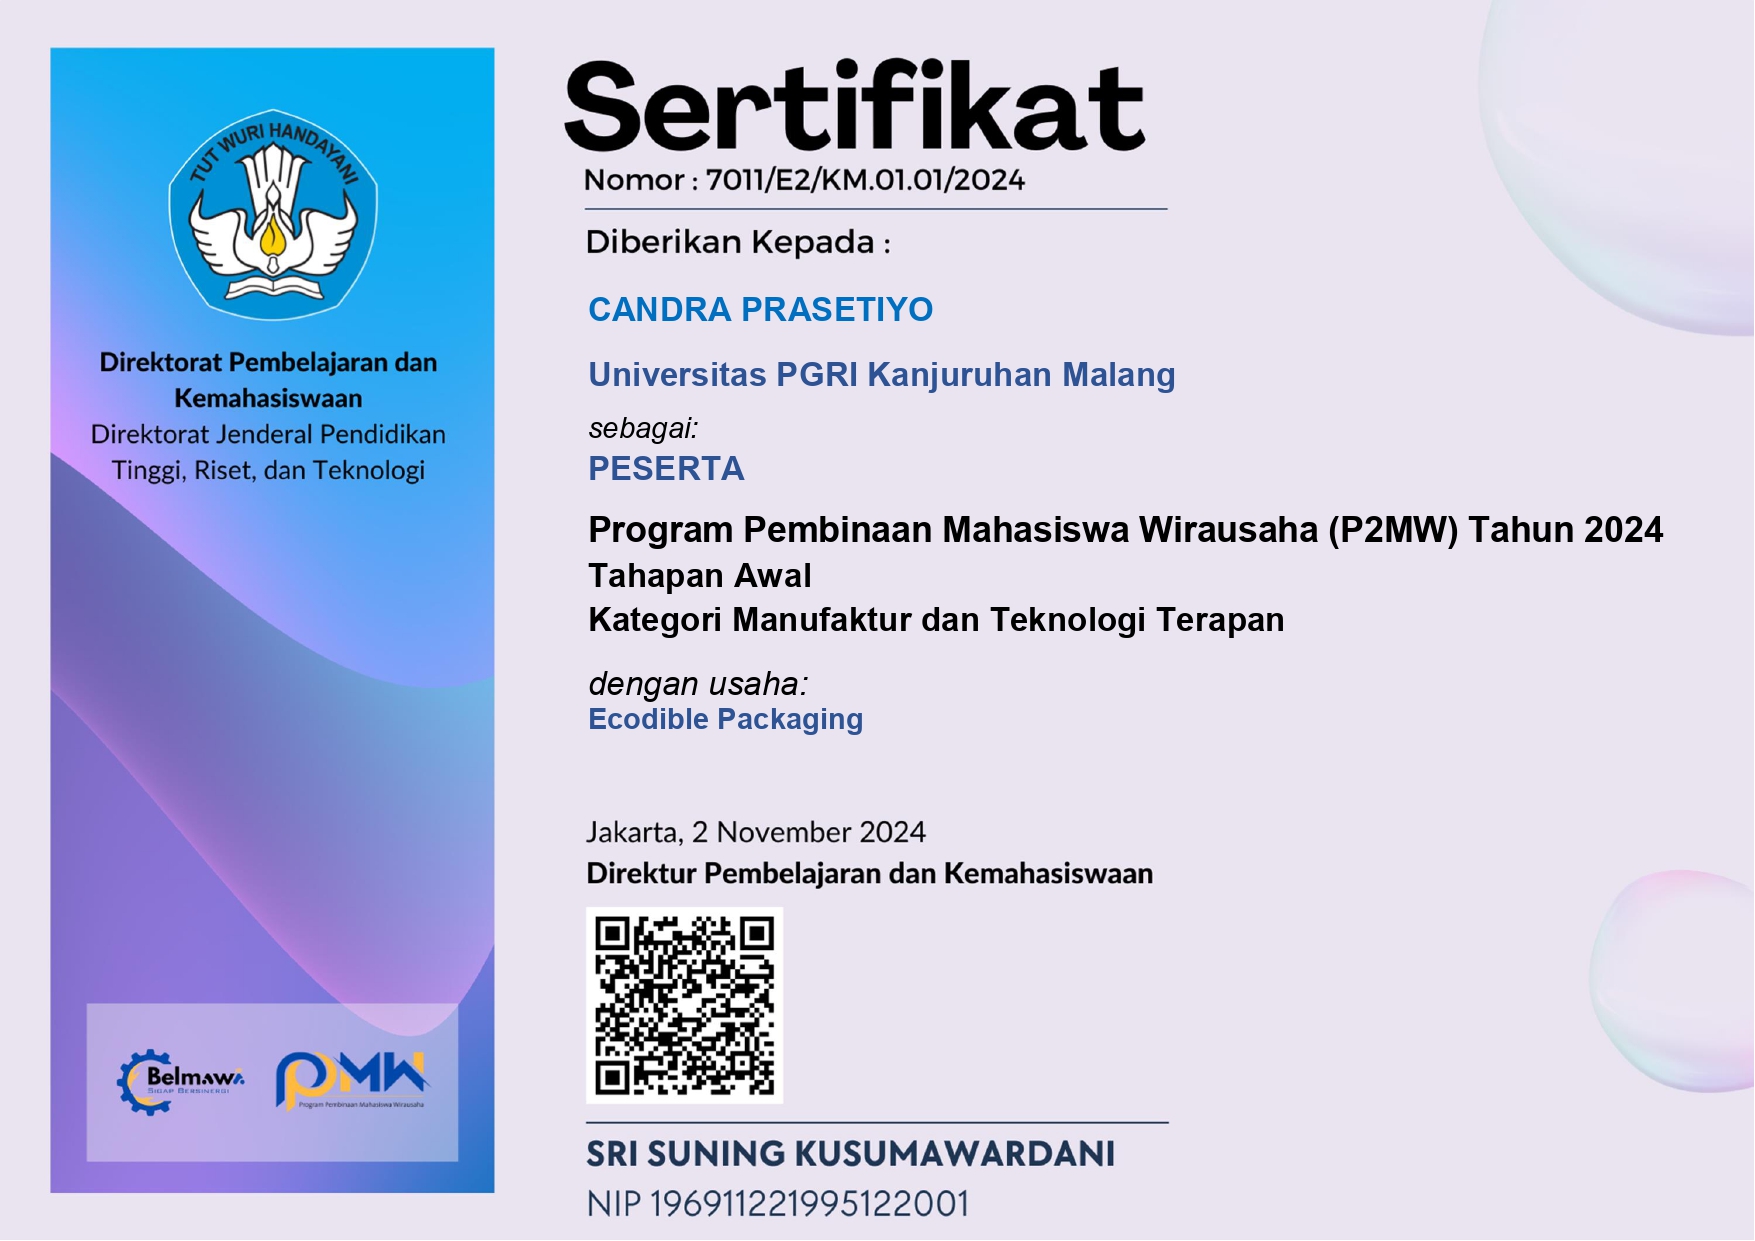 TUT WURI HANDAYANI
Direktorat Pembelajaran dan
Kemahasiswaan
Direktorat Jenderal Pendidikan
Tinggi, Riset, dan Teknologi
Belmawa
SIGAP BERSINERGI
PMW
Program Pembinaan Mahasiswa Wirausaha
Sertifikat
Nomor : 7011/E2/KM.01.01/2024
Diberikan Kepada :
CANDRA PRASETIYO
Universitas PGRI Kanjuruhan Malang
sebagai:
PESERTA
Program Pembinaan Mahasiswa Wirausaha (P2MW) Tahun 2024
Tahapan Awal
Kategori Manufaktur dan Teknologi Terapan
dengan usaha:
Ecodible Packaging
Jakarta, 2 November 2024
Direktur Pembelajaran dan Kemahasiswaan
SRI SUNING KUSUMAWARDANI
NIP 196911221995122001